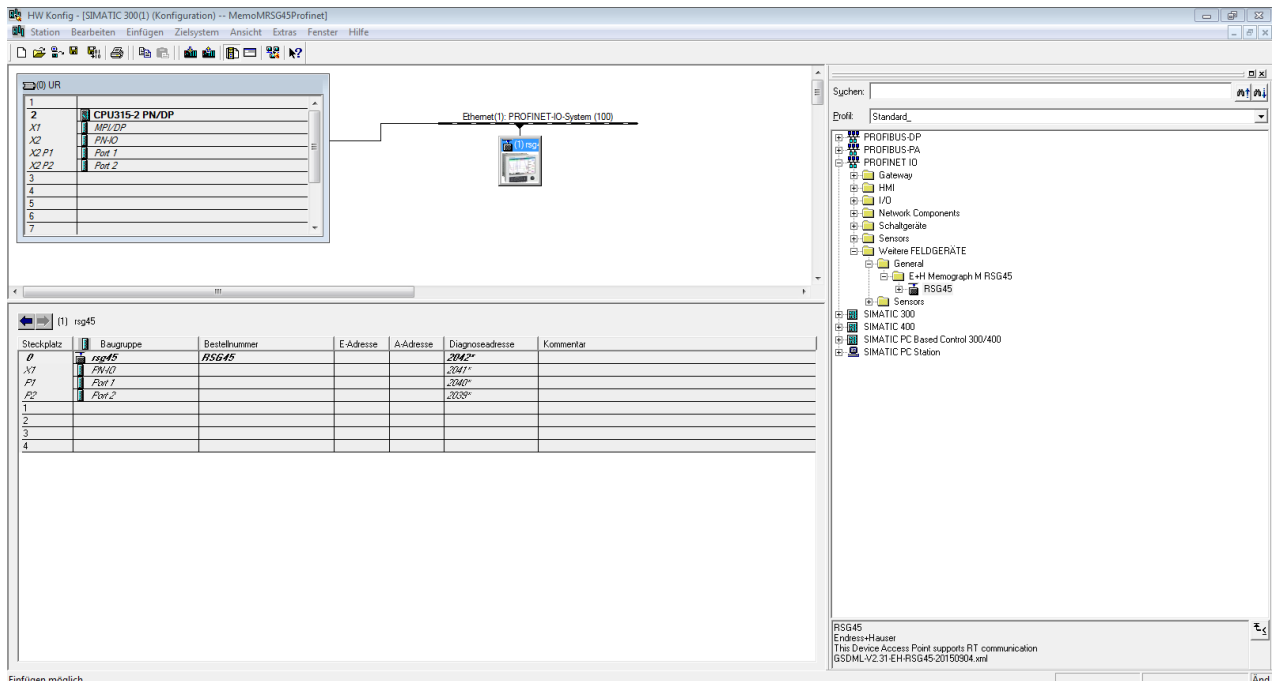 HW Konfig - [SIMATIC 300(1) (Konfiguration) -- MemoMRSG45Profinet]
Station Bearbeiten Einfügen Zielsystem Ansicht Extras Fenster Hilfe
(0) UR
1
2 CPU315-2 PN/DP
X1 MPI/DP
X2 PN-IO
X2 P1 Port 1
X2 P2 Port 2
3
4
5
6
7
Ethernet(1): PROFINET-IO-System (100)
(1) rsg4
(1) rsg45
Steckplatz Baugruppe Bestellnummer E-Adresse A-Adresse Diagnoseadresse Kommentar
0 rsg45 RSG45 2042*
X1 PN-IO 2041*
P1 Port 1 2040*
P2 Port 2 2039*
1
2
3
4
Einfügen möglich
Suchen:
Profil: Standard_
PROFIBUS-DP
PROFIBUS-PA
PROFINET IO
Gateway
HMI
I/O
Network Components
Schaltgeräte
Sensors
Weitere FELDGERÄTE
General
E+H Memograph M RSG45
RSG45
Sensors
SIMATIC 300
SIMATIC 400
SIMATIC PC Based Control 300/400
SIMATIC PC Station
RSG45
Endress+Hauser
This Device Access Point supports RT communication
GSDML-V2.31-EH-RSG45-20150904.xml
Änd